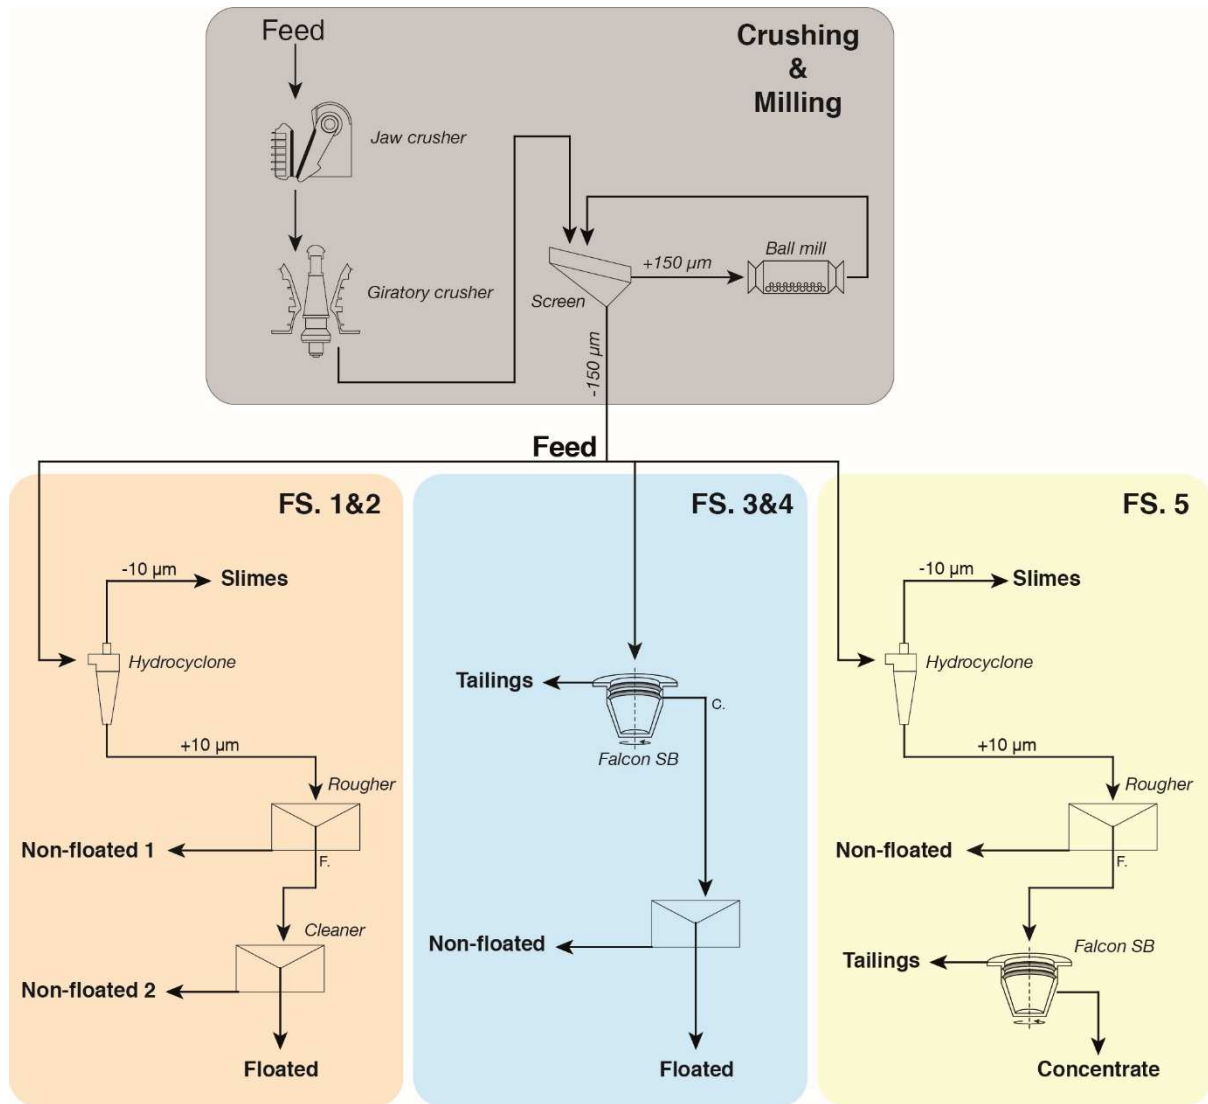 Feed
Crushing
&
Milling
Jaw crusher
Giratory crusher
Screen
+150 µm
Ball mill
-150 µm
Feed
FS. 1&2
-10 µm
Slimes
Hydrocyclone
+10 µm
Rougher
Non-floated 1
F.
Cleaner
Non-floated 2
Floated
FS. 3&4
Tailings
C.
Falcon SB
Non-floated
Floated
FS. 5
-10 µm
Slimes
Hydrocyclone
+10 µm
Rougher
Non-floated
F.
Falcon SB
Tailings
Concentrate